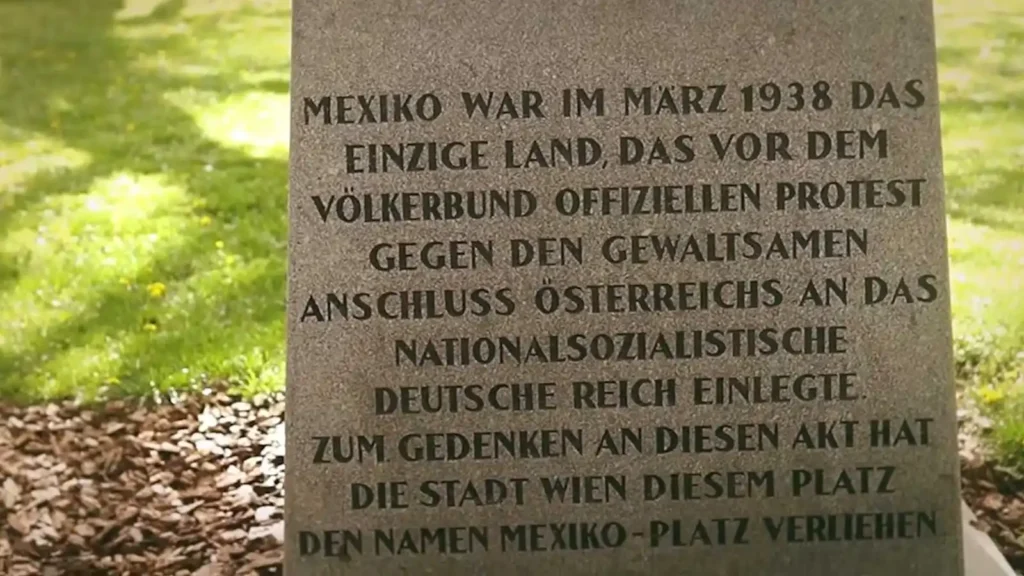 MEXIKO WAR IM MÄRZ 1938 DAS
EINZIGE LAND, DAS VOR DEM
VÖLKERBUND OFFIZIELLEN PROTEST
GEGEN DEN GEWALTSAMEN
ANSCHLUSS ÖSTERREICHS AN DAS
NATIONALSOZIALISTISCHE
DEUTSCHE REICH EINLEGTE.
ZUM GEDENKEN AN DIESEN AKT HAT
DIE STADT WIEN DIESEM PLATZ
DEN NAMEN MEXIKO-PLATZ VERLIEHEN.